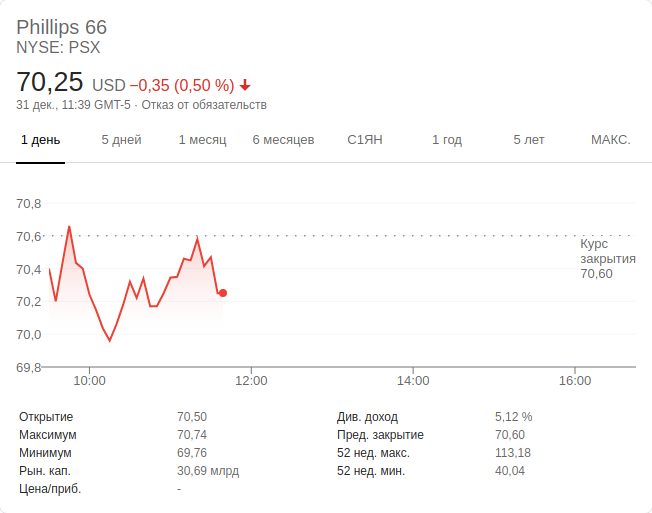 Phillips 66
NYSE: PSX
70,25 USD −0,35 (0,50 %)
31 дек., 11:39 GMT-5 · Отказ от обязательств
1 день 5 дней 1 месяц 6 месяцев С1ЯН 1 год 5 лет МАКС.
70,8
70,6
Курс
закрытия
70,60
70,4
70,2
70,0
69,8
10:00 12:00 14:00 16:00
Открытие 70,50 Див. доход 5,12 %
Максимум 70,74 Пред. закрытие 70,60
Минимум 69,76 52 нед. макс. 113,18
Рын. кап. 30,69 млрд 52 нед. мин. 40,04
Цена/приб. -